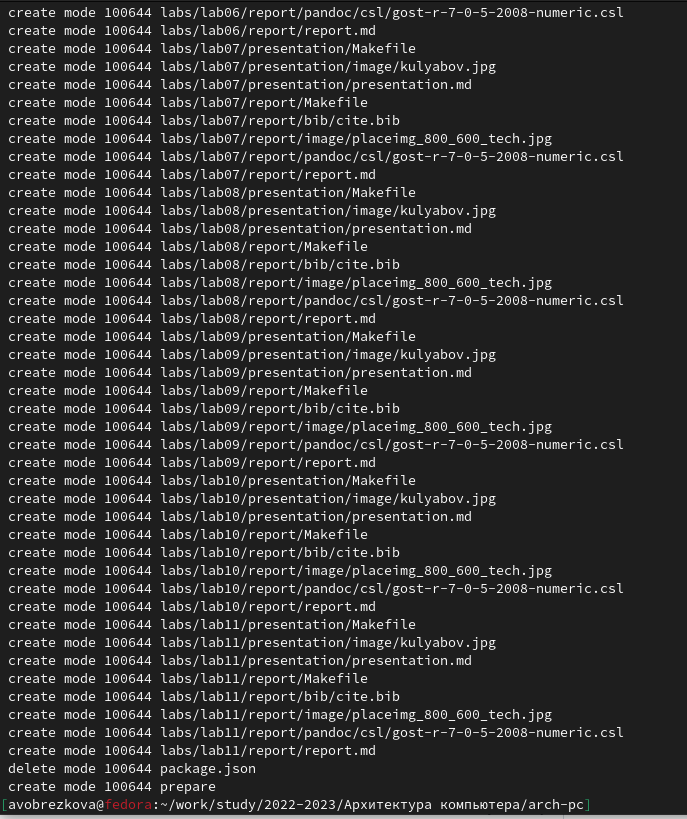 create mode 100644 labs/lab06/report/pandoc/csl/gost-r-7-0-5-2008-numeric.csl
create mode 100644 labs/lab06/report/report.md
create mode 100644 labs/lab07/presentation/Makefile
create mode 100644 labs/lab07/presentation/image/kulyabov.jpg
create mode 100644 labs/lab07/presentation/presentation.md
create mode 100644 labs/lab07/report/Makefile
create mode 100644 labs/lab07/report/bib/cite.bib
create mode 100644 labs/lab07/report/image/placeimg_800_600_tech.jpg
create mode 100644 labs/lab07/report/pandoc/csl/gost-r-7-0-5-2008-numeric.csl
create mode 100644 labs/lab07/report/report.md
create mode 100644 labs/lab08/presentation/Makefile
create mode 100644 labs/lab08/presentation/image/kulyabov.jpg
create mode 100644 labs/lab08/presentation/presentation.md
create mode 100644 labs/lab08/report/Makefile
create mode 100644 labs/lab08/report/bib/cite.bib
create mode 100644 labs/lab08/report/image/placeimg_800_600_tech.jpg
create mode 100644 labs/lab08/report/pandoc/csl/gost-r-7-0-5-2008-numeric.csl
create mode 100644 labs/lab08/report/report.md
create mode 100644 labs/lab09/presentation/Makefile
create mode 100644 labs/lab09/presentation/image/kulyabov.jpg
create mode 100644 labs/lab09/presentation/presentation.md
create mode 100644 labs/lab09/report/Makefile
create mode 100644 labs/lab09/report/bib/cite.bib
create mode 100644 labs/lab09/report/image/placeimg_800_600_tech.jpg
create mode 100644 labs/lab09/report/pandoc/csl/gost-r-7-0-5-2008-numeric.csl
create mode 100644 labs/lab09/report/report.md
create mode 100644 labs/lab10/presentation/Makefile
create mode 100644 labs/lab10/presentation/image/kulyabov.jpg
create mode 100644 labs/lab10/presentation/presentation.md
create mode 100644 labs/lab10/report/Makefile
create mode 100644 labs/lab10/report/bib/cite.bib
create mode 100644 labs/lab10/report/image/placeimg_800_600_tech.jpg
create mode 100644 labs/lab10/report/pandoc/csl/gost-r-7-0-5-2008-numeric.csl
create mode 100644 labs/lab10/report/report.md
create mode 100644 labs/lab11/presentation/Makefile
create mode 100644 labs/lab11/presentation/image/kulyabov.jpg
create mode 100644 labs/lab11/presentation/presentation.md
create mode 100644 labs/lab11/report/Makefile
create mode 100644 labs/lab11/report/bib/cite.bib
create mode 100644 labs/lab11/report/image/placeimg_800_600_tech.jpg
create mode 100644 labs/lab11/report/pandoc/csl/gost-r-7-0-5-2008-numeric.csl
create mode 100644 labs/lab11/report/report.md
delete mode 100644 package.json
create mode 100644 prepare
[avobrezkova@fedora:~/work/study/2022-2023/Архитектура компьютера/arch-pc]